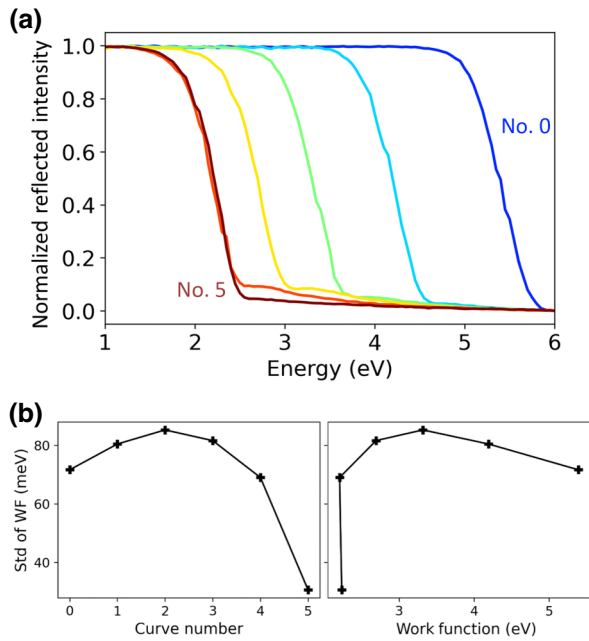 (a)
Normalized reflected intensity
1.0
0.8
0.6
0.4
0.2
0.0
No. 0
No. 5
1 2 3 4 5 6
Energy (eV)
(b)
Std of WF (meV)
80
60
40
0 1 2 3 4 5
Curve number
3 4 5
Work function (eV)